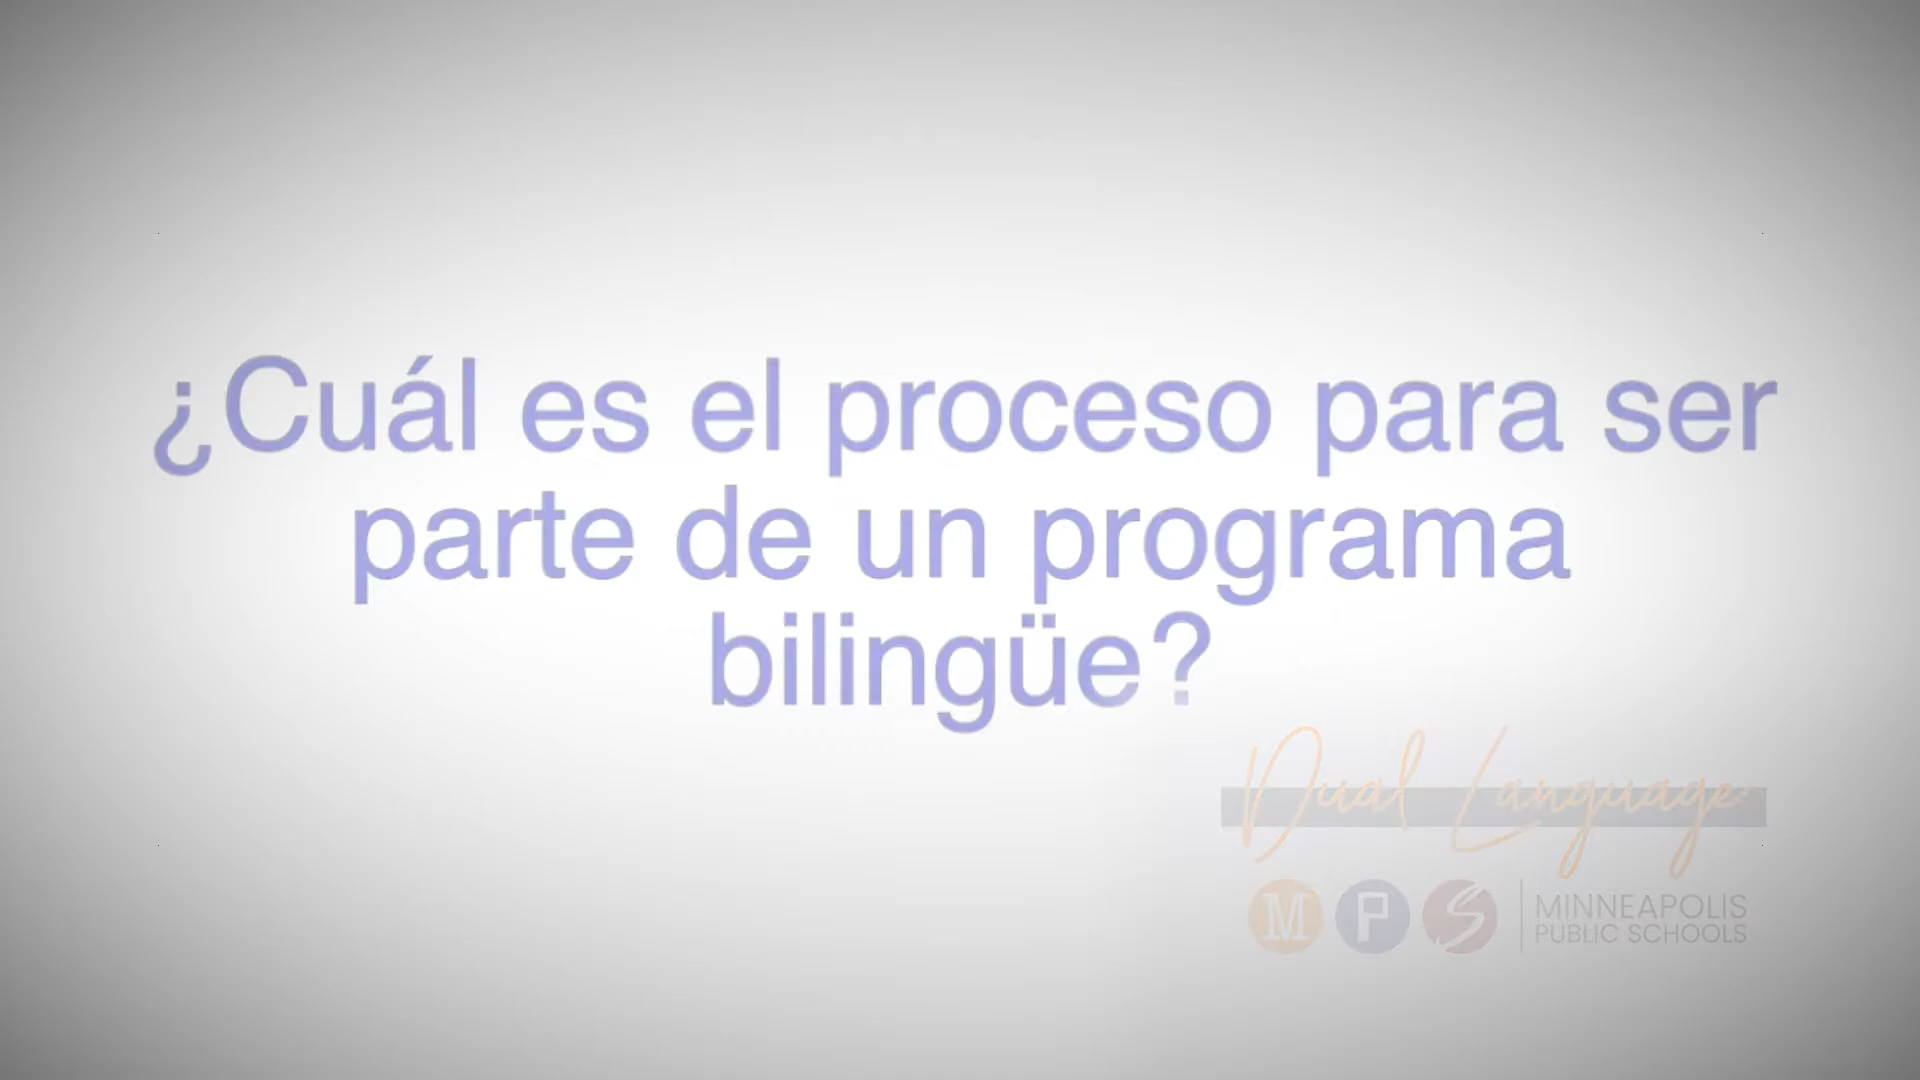 ¿Cuál es el proceso para ser
parte de un programa
bilingüe?
Dual Language
M P S
MINNEAPOLIS
PUBLIC SCHOOLS